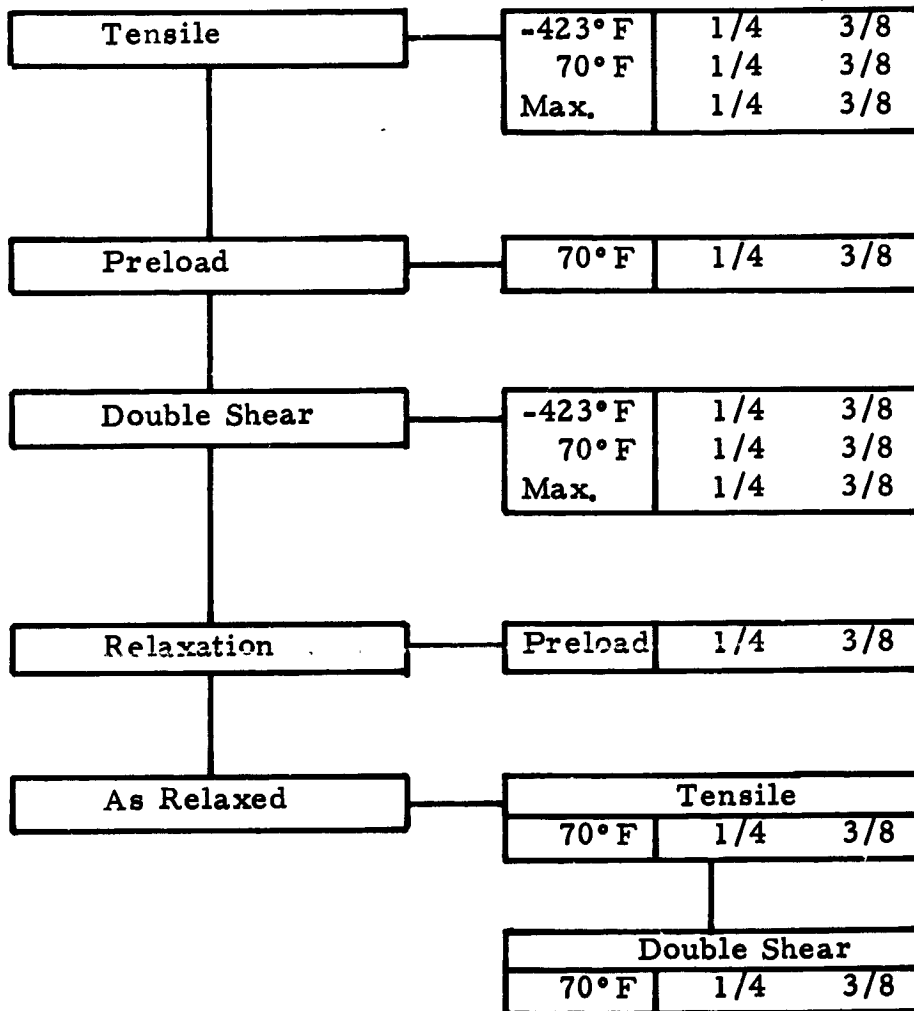 Tensile
-423°F 1/4 3/8
70°F 1/4 3/8
Max. 1/4 3/8
Preload
70°F 1/4 3/8
Double Shear
-423°F 1/4 3/8
70°F 1/4 3/8
Max. 1/4 3/8
Relaxation
Preload 1/4 3/8
As Relaxed
Tensile
70°F 1/4 3/8
Double Shear
70°F 1/4 3/8